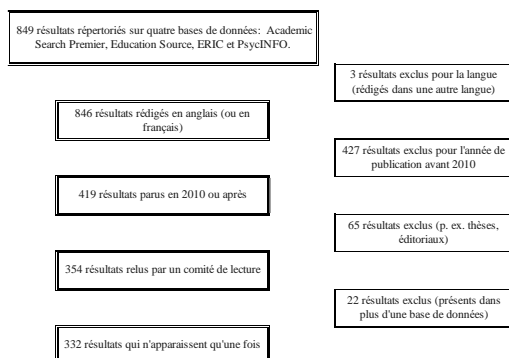 849 résultats répertoriés sur quatre bases de données:  Academic
Search Premier, Education Source, ERIC et PsycINFO.
3 résultats exclus pour la langue
(rédigés dans une autre langue)
846 résultats rédigés en anglais (ou en
français)
427 résultats exclus pour l'année de
publication avant 2010
419 résultats parus en 2010 ou après
65 résultats exclus (p. ex. thèses,
éditoriaux)
354 résultats relus par un comité de lecture
22 résultats exclus (présents dans
plus d'une base de données)
332 résultats qui n'apparaissent qu'une fois